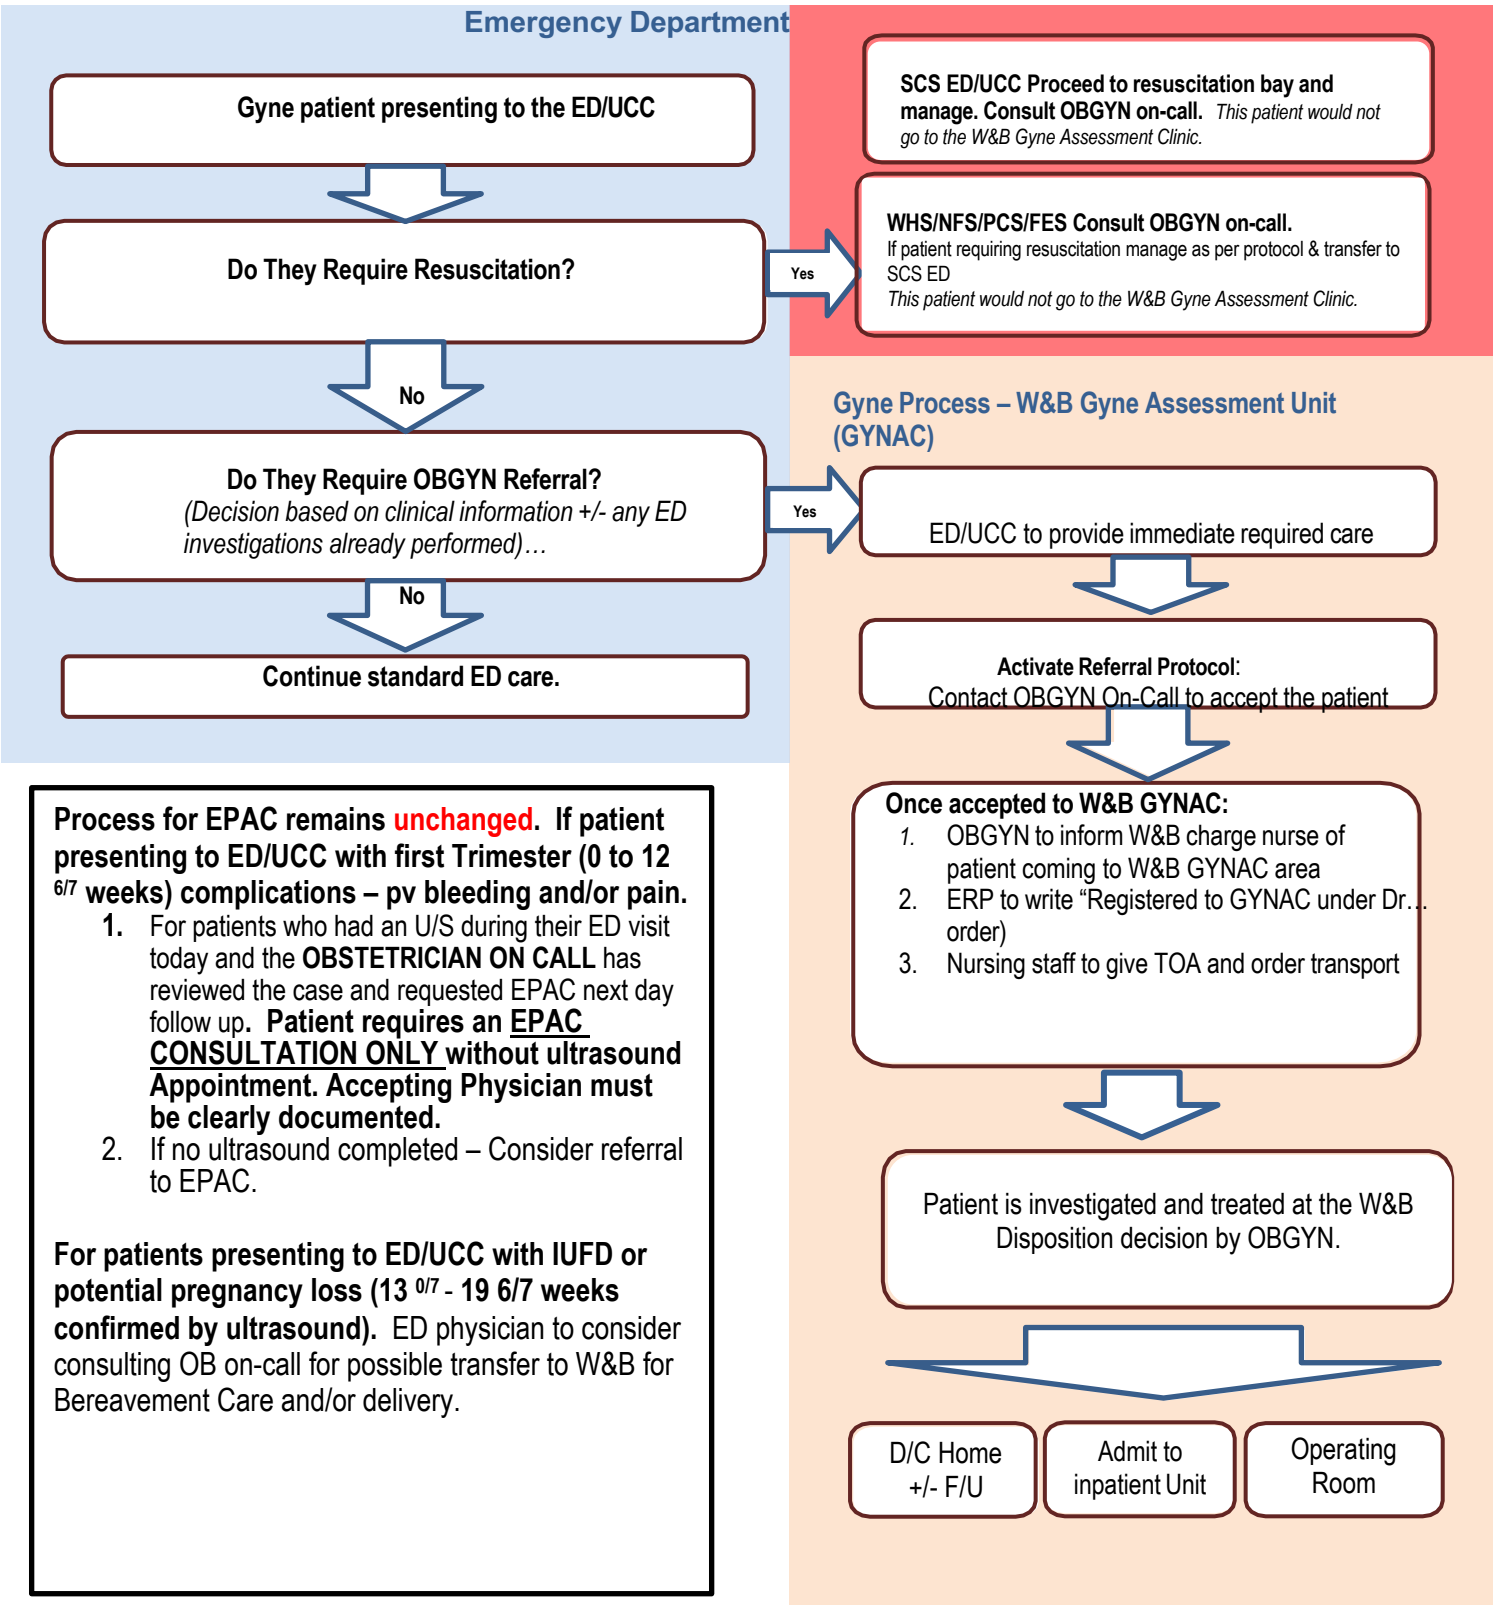 Emergency Department
Gyne patient presenting to the ED/UCC
Do They Require Resuscitation?
Yes
No
Do They Require OBGYN Referral?
(Decision based on clinical information +/- any ED
investigations already performed)…
Yes
No
Continue standard ED care.
SCS ED/UCC Proceed to resuscitation bay and
manage. Consult OBGYN on-call. This patient would not
go to the W&B Gyne Assessment Clinic.
WHS/NFS/PCS/FES Consult OBGYN on-call.
If patient requiring resuscitation manage as per protocol & transfer to
SCS ED
This patient would not go to the W&B Gyne Assessment Clinic.
Gyne Process – W&B Gyne Assessment Unit
(GYNAC)
ED/UCC to provide immediate required care
Activate Referral Protocol:
Contact OBGYN On-Call to accept the patient
Once accepted to W&B GYNAC:
1. OBGYN to inform W&B charge nurse of
patient coming to W&B GYNAC area
2. ERP to write “Registered to GYNAC under Dr…
order)
3. Nursing staff to give TOA and order transport
Patient is investigated and treated at the W&B
Disposition decision by OBGYN.
D/C Home
+/- F/U
Admit to
inpatient Unit
Operating
Room
Process for EPAC remains unchanged. If patient
presenting to ED/UCC with first Trimester (0 to 12
6/7 weeks) complications – pv bleeding and/or pain.
1. For patients who had an U/S during their ED visit
today and the OBSTETRICIAN ON CALL has
reviewed the case and requested EPAC next day
follow up. Patient requires an EPAC
CONSULTATION ONLY without ultrasound
Appointment. Accepting Physician must
be clearly documented.
2. If no ultrasound completed – Consider referral
to EPAC.
For patients presenting to ED/UCC with IUFD or
potential pregnancy loss (13 0/7 - 19 6/7 weeks
confirmed by ultrasound). ED physician to consider
consulting OB on-call for possible transfer to W&B for
Bereavement Care and/or delivery.